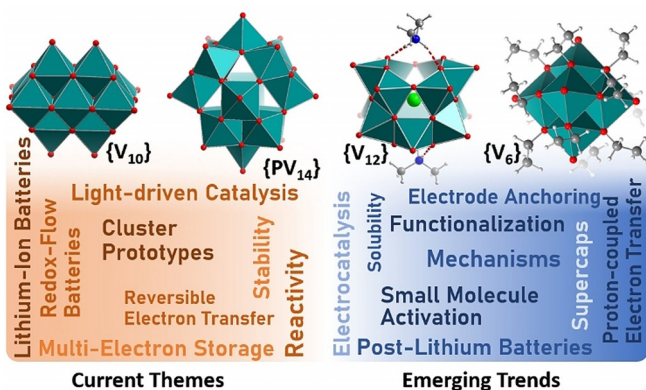 {V10}
{PV14}
{V12}
{V6}
Lithium-Ion Batteries
Redox-Flow
Batteries
Light-driven Catalysis
Cluster
Prototypes
Stability
Reactivity
Reversible
Electron Transfer
Multi-Electron Storage
Electrocatalysis
Solubility
Electrode Anchoring
Functionalization
Mechanisms
Supercaps
Proton-coupled
Electron Transfer
Small Molecule
Activation
Post-Lithium Batteries
Current Themes
Emerging Trends